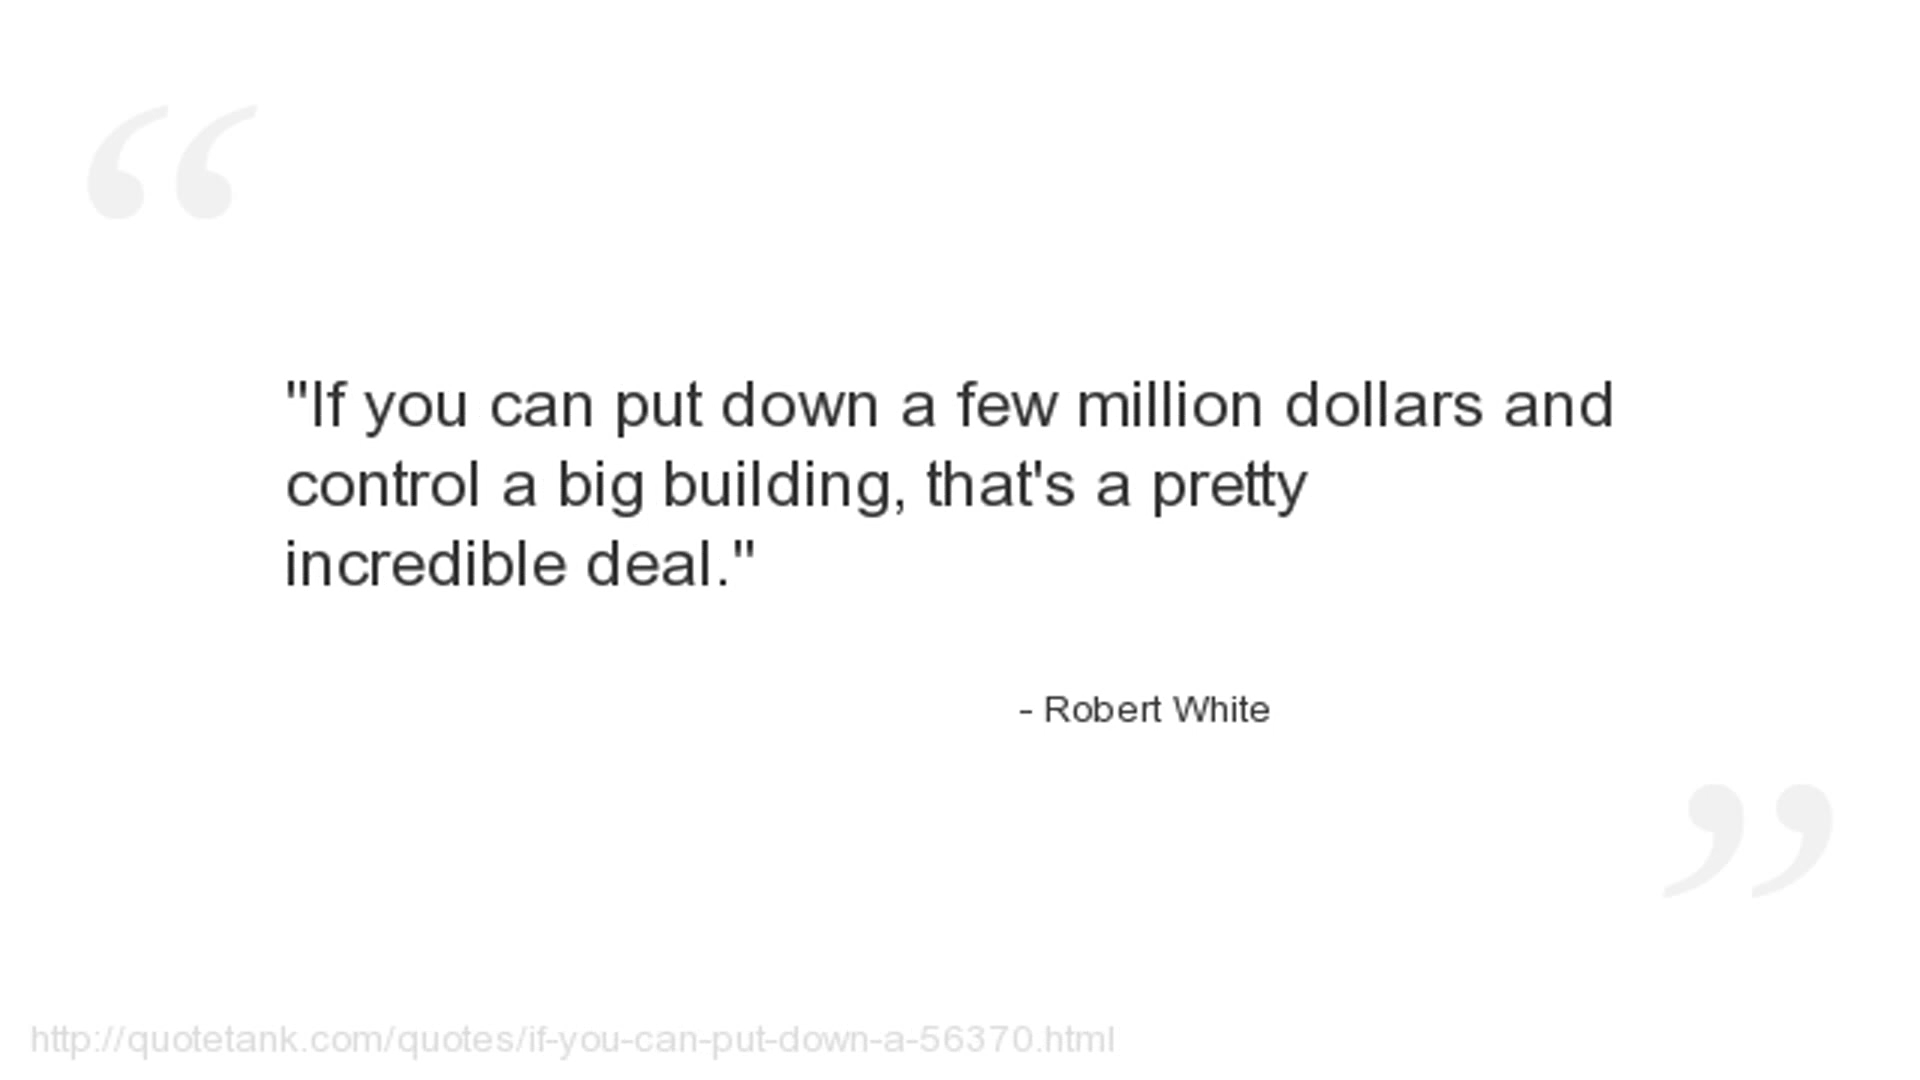 "If you can put down a few million dollars and
control a big building, that's a pretty
incredible deal."
- Robert White
http://quotetank.com/quotes/if-you-can-put-down-a-56370.html